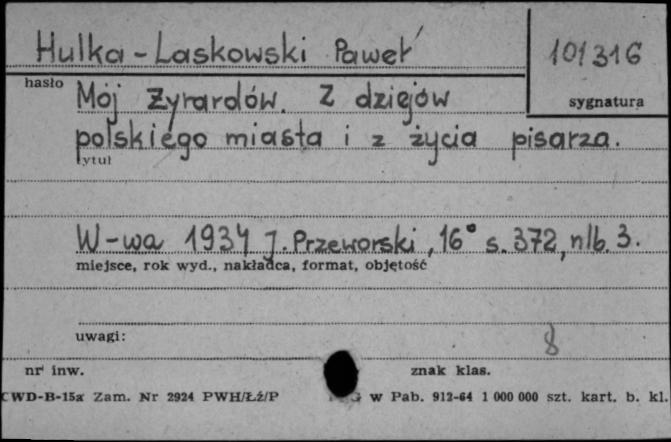 Hulka-Laskowski Paweł
101316
hasło
sygnatura
Mój Żyrardów. Z dziejów
polskiego miasta i z życia pisarza.
tytuł
W-wa 1934 J. Przeworski, 16° s. 372, nlb. 3.
miejsce, rok wyd., nakładca, format, objętość
uwagi:
8
nr inw.
znak klas.
CWD-B-15a Zam. Nr 2924 PWH/Łź/P
w Pab. 912-64 1 000 000 szt. kart. b. kl.